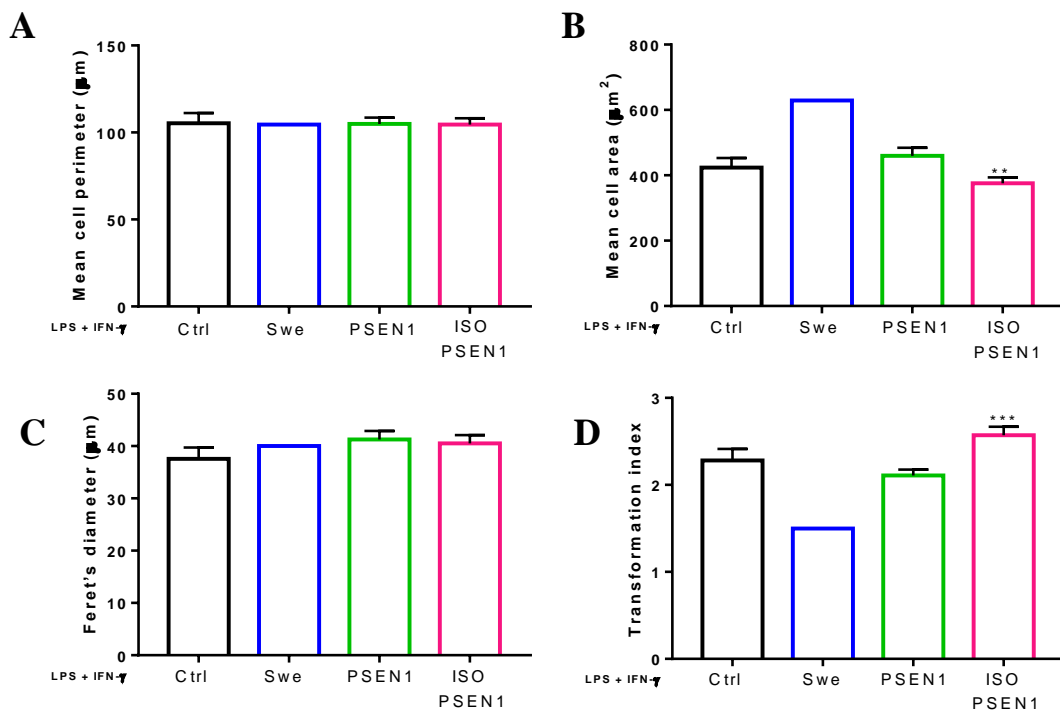 A
Mean cell perimeter (μm)
150
100
50
0
LPS + IFN-γ
Ctrl
Swe
PSEN1
ISO
PSEN1
B
Mean cell area (μm²)
800
600
400
200
0
**
LPS + IFN-γ
Ctrl
Swe
PSEN1
ISO
PSEN1
C
Feret's diameter (μm)
50
40
30
20
10
0
LPS + IFN-γ
Ctrl
Swe
PSEN1
ISO
PSEN1
D
Transformation index
3
2
1
0
***
LPS + IFN-γ
Ctrl
Swe
PSEN1
ISO
PSEN1